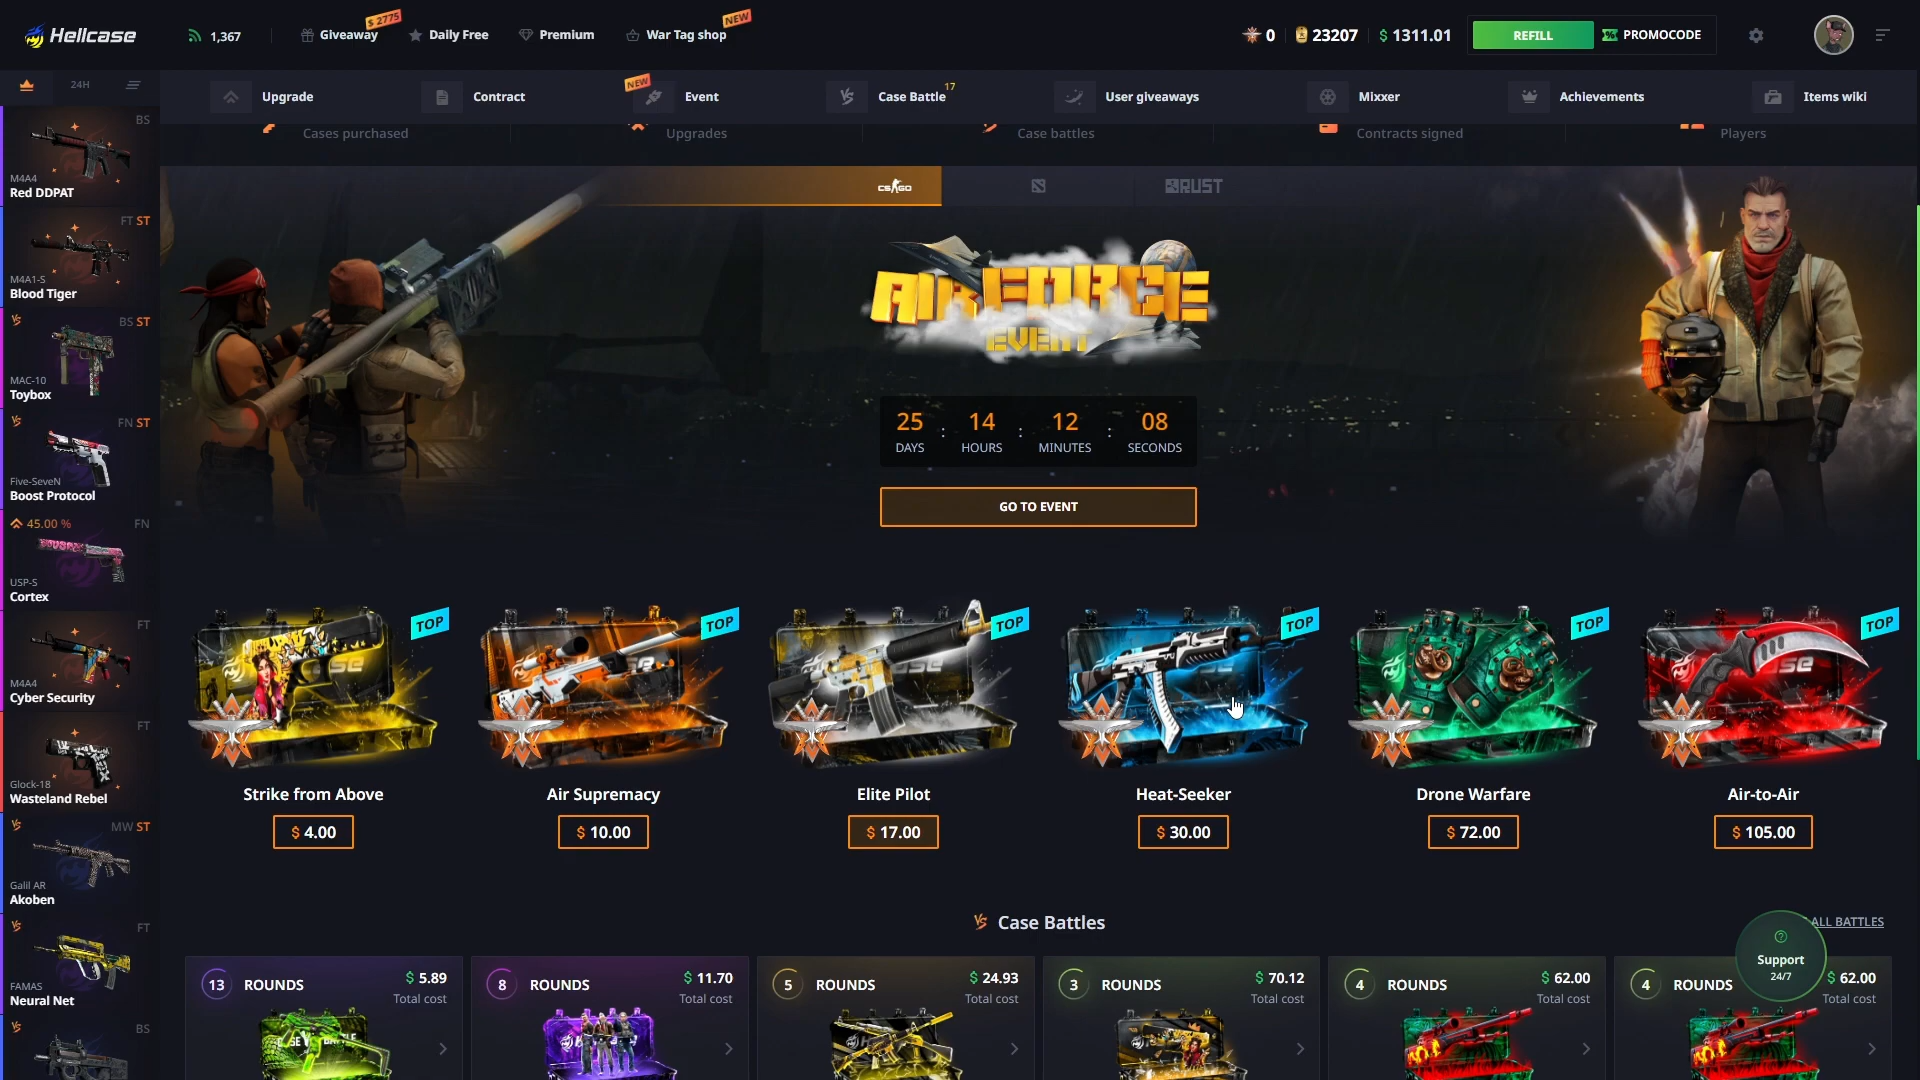 Hellcase
1,367
Giveaway
$ 2775
Daily Free
Premium
War Tag shop
NEW
0
23207
$ 1311.01
REFILL
PROMOCODE
24H
Upgrade
Contract
NEW
Event
Case Battle
17
User giveaways
Mixxer
Achievements
Items wiki
Cases purchased
Upgrades
Case battles
Contracts signed
Players
CS GO
RUST
AIRFORCE
EVENT
25 : 14 : 12 : 08
DAYS HOURS MINUTES SECONDS
GO TO EVENT
BS
M4A4
Red DDPAT
FT ST
M4A1-S
Blood Tiger
BS ST
MAC-10
Toybox
FN ST
Five-SeveN
Boost Protocol
45.00 %
FN
USP-S
Cortex
FT
M4A4
Cyber Security
FT
Glock-18
Wasteland Rebel
MW ST
Galil AR
Akoben
FT
FAMAS
Neural Net
BS
TOP
TOP
TOP
TOP
TOP
TOP
Strike from Above
$ 4.00
Air Supremacy
$ 10.00
Elite Pilot
$ 17.00
Heat-Seeker
$ 30.00
Drone Warfare
$ 72.00
Air-to-Air
$ 105.00
VS Case Battles
ALL BATTLES
Support
24/7
13 ROUNDS
$ 5.89
Total cost
8 ROUNDS
$ 11.70
Total cost
5 ROUNDS
$ 24.93
Total cost
3 ROUNDS
$ 70.12
Total cost
4 ROUNDS
$ 62.00
Total cost
4 ROUNDS
$ 62.00
Total cost